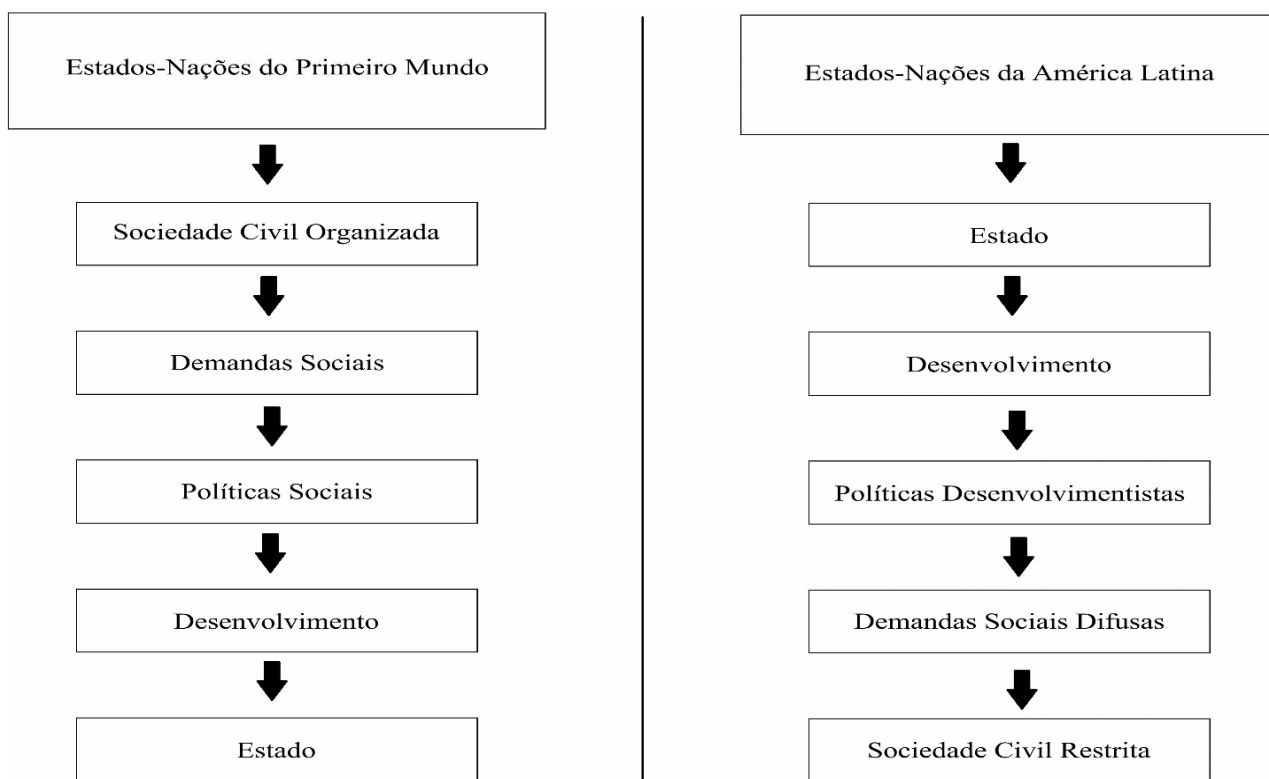 Estados-Nações do Primeiro Mundo
Sociedade Civil Organizada
Demandas Sociais
Políticas Sociais
Desenvolvimento
Estado
Estados-Nações da América Latina
Estado
Desenvolvimento
Políticas Desenvolvimentistas
Demandas Sociais Difusas
Sociedade Civil Restrita